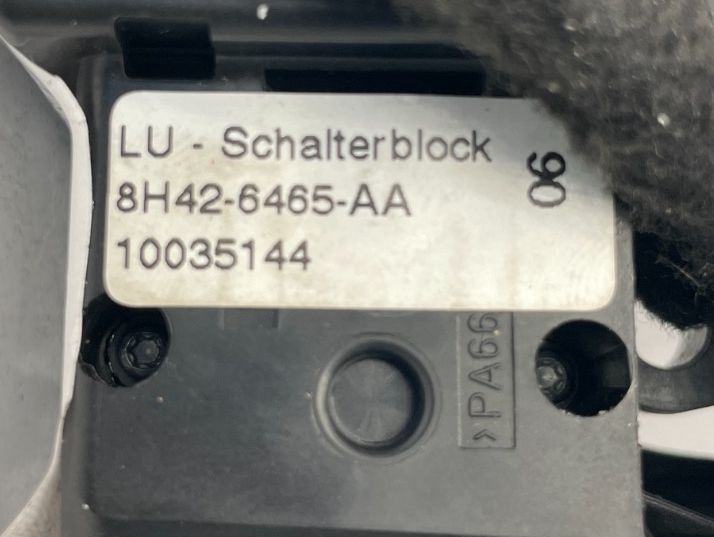 LU - Schalterblock
8H42-6465-AA
10035144
06
>PA66